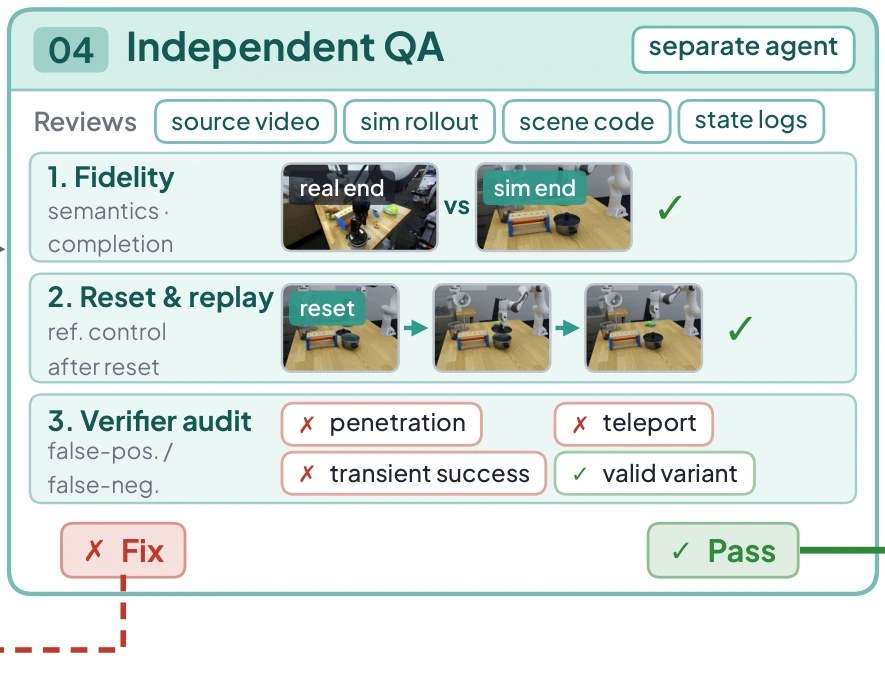 04 Independent QA separate agent
Reviews source video sim rollout scene code state logs
1. Fidelity
semantics ·
completion
real end vs sim end ✓
2. Reset & replay
ref. control
after reset
reset ✓
3. Verifier audit
false-pos. /
false-neg.
✗ penetration ✗ teleport
✗ transient success ✓ valid variant
✗ Fix ✓ Pass